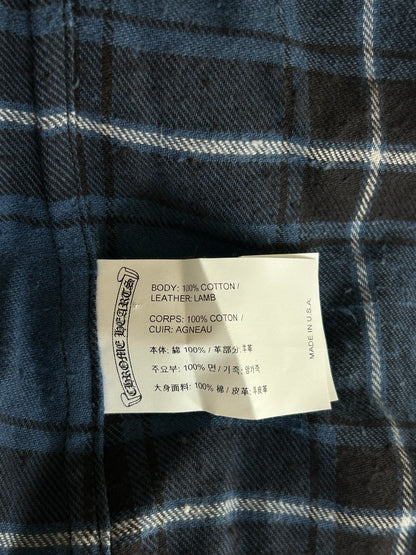 CHROME HEARTS
BODY: 100% COTTON /
LEATHER: LAMB
CORPS: 100% COTON /
CUIR: AGNEAU
本体: 綿 100% / 革部分: 羊革
주요부: 100% 면 / 가족: 양가족
大身面料: 100% 棉 / 皮革: 羊皮革
MADE IN U.S.A.